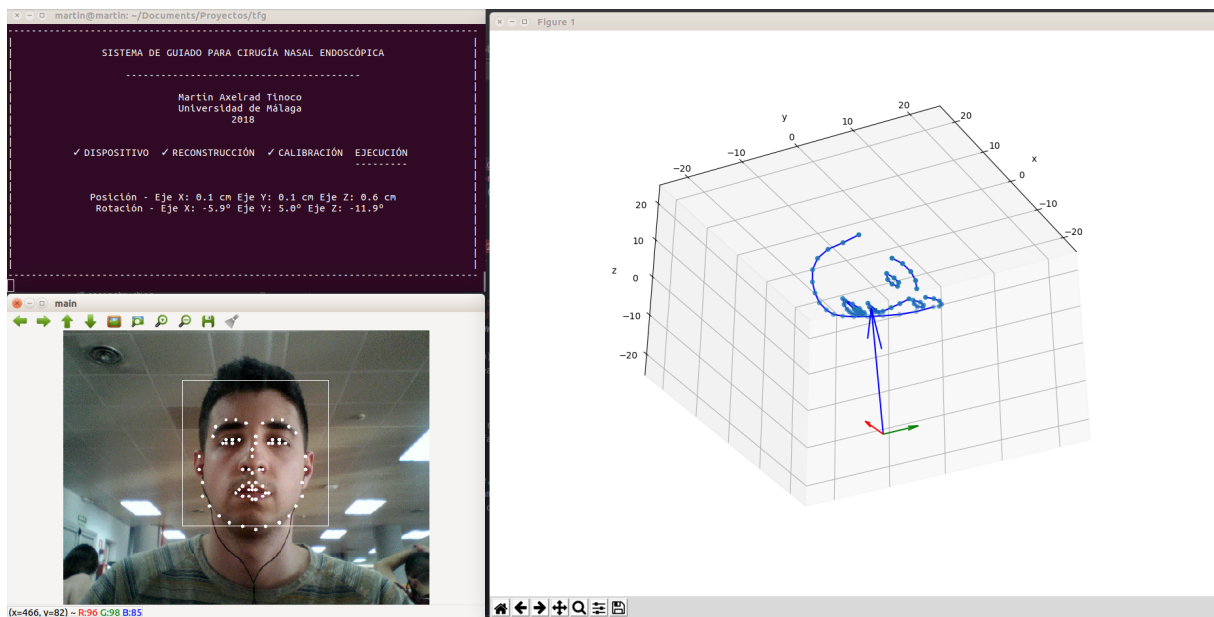 martin@martin: ~/Documents/Proyectos/tfg
SISTEMA DE GUIADO PARA CIRUGÍA NASAL ENDOSCÓPICA
Martin Axelrad Tinoco
Universidad de Málaga
2018
✓ DISPOSITIVO ✓ RECONSTRUCCIÓN ✓ CALIBRACIÓN EJECUCIÓN
Posición - Eje X: 0.1 cm Eje Y: 0.1 cm Eje Z: 0.6 cm
Rotación - Eje X: -5.9º Eje Y: 5.0º Eje Z: -11.9º
main
(x=466, y=82) ~ R:96 G:98 B:85
Figure 1
y
−20
−10
0
10
20
x
20
10
0
−10
−20
z
20
10
0
−10
−20